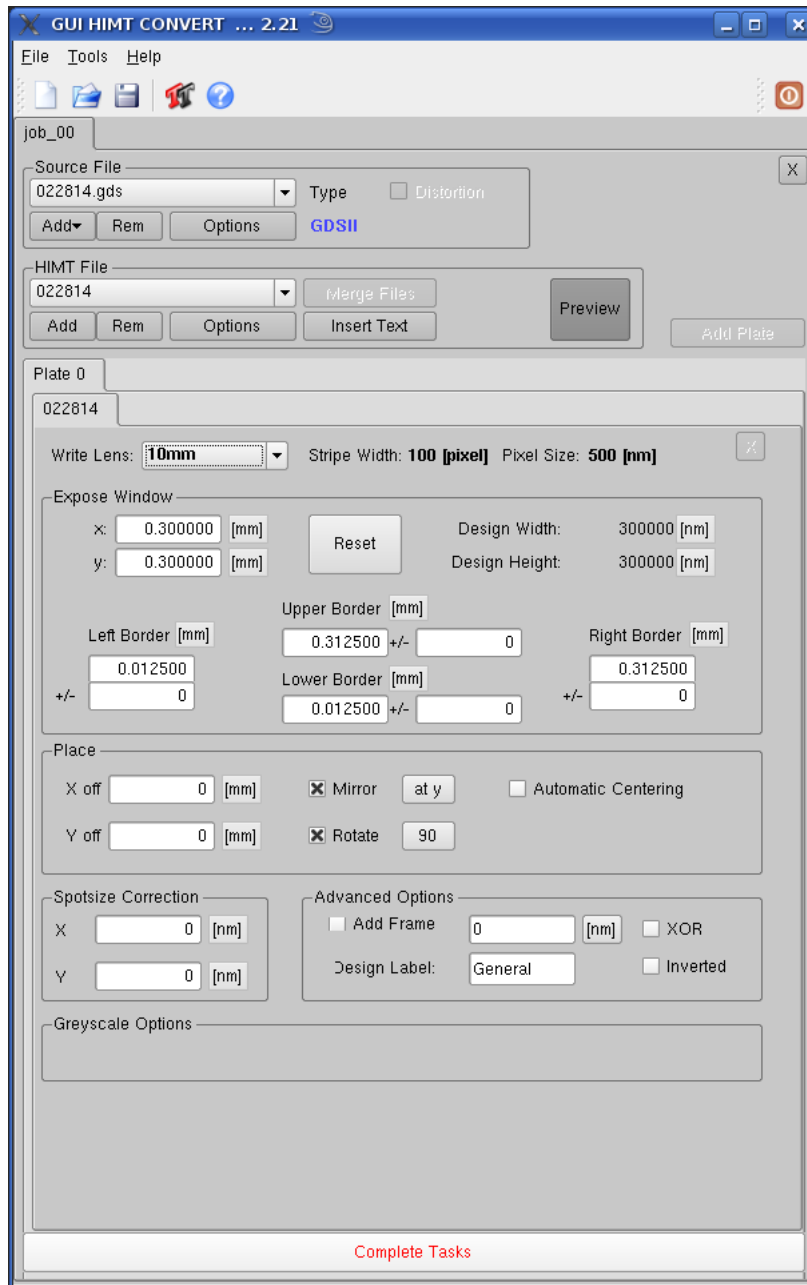 GUI HIMT CONVERT ... 2.21
File Tools Help
job_00
Source File
022814.gds Type Distortion
Add Rem Options GDSII
X
HIMT File
022814 Merge Files
Add Rem Options Insert Text
Preview
Add Plate
Plate 0
022814
Write Lens: 10mm Stripe Width: 100 [pixel] Pixel Size: 500 [nm] X
Expose Window
x: 0.300000 [mm] Reset Design Width: 300000 [nm]
y: 0.300000 [mm] Design Height: 300000 [nm]
Upper Border [mm]
Left Border [mm] 0.312500 +/- 0 Right Border [mm]
0.012500 Lower Border [mm] 0.312500
+/- 0 0.012500 +/- 0 +/- 0
Place
X off 0 [mm] Mirror at y Automatic Centering
Y off 0 [mm] Rotate 90
Spotsize Correction Advanced Options
X 0 [nm] Add Frame 0 [nm] XOR
Y 0 [nm] Design Label: General Inverted
Greyscale Options
Complete Tasks